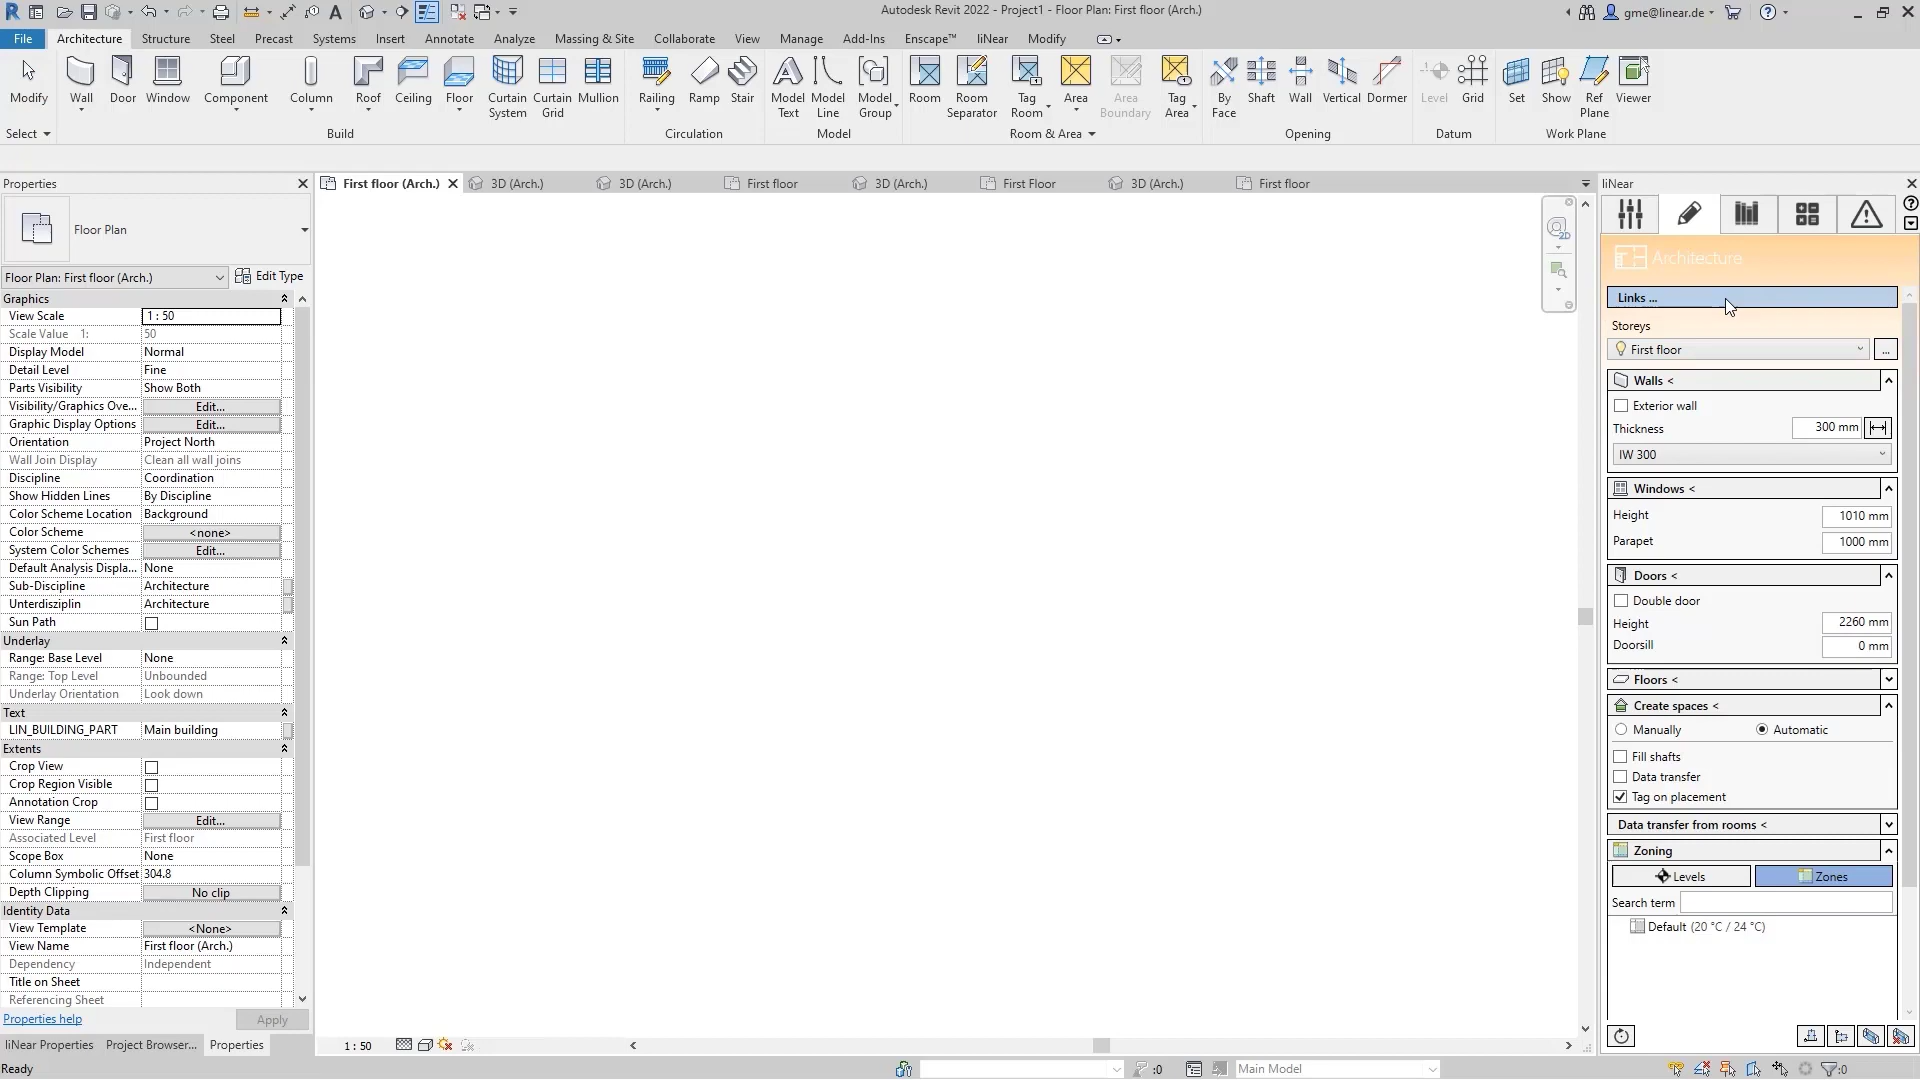 Autodesk Revit 2022 - Project1 - Floor Plan: First floor (Arch.)
gme@linear.de
File Architecture Structure Steel Precast Systems Insert Annotate Analyze Massing & Site Collaborate View Manage Add-Ins Enscape™ liNear Modify
Modify Wall Door Window Component Column Roof Ceiling Floor Curtain System Curtain Grid Mullion Railing Ramp Stair Model Text Model Line Model Group Room Room Separator Tag Room Area Area Boundary Tag Area By Face Shaft Wall Vertical Dormer Level Grid Set Show Ref Plane Viewer
Select Build Circulation Model Room & Area Opening Datum Work Plane
Properties
First floor (Arch.) 3D (Arch.) 3D (Arch.) First floor 3D (Arch.) First Floor 3D (Arch.) First floor
Floor Plan
Floor Plan: First floor (Arch.) Edit Type
Graphics
View Scale 1 : 50
Scale Value 1: 50
Display Model Normal
Detail Level Fine
Parts Visibility Show Both
Visibility/Graphics Ove... Edit...
Graphic Display Options Edit...
Orientation Project North
Wall Join Display Clean all wall joins
Discipline Coordination
Show Hidden Lines By Discipline
Color Scheme Location Background
Color Scheme <none>
System Color Schemes Edit...
Default Analysis Displa... None
Sub-Discipline Architecture
Unterdisziplin Architecture
Sun Path
Underlay
Range: Base Level None
Range: Top Level Unbounded
Underlay Orientation Look down
Text
LIN_BUILDING_PART Main building
Extents
Crop View
Crop Region Visible
Annotation Crop
View Range Edit...
Associated Level First floor
Scope Box None
Column Symbolic Offset 304.8
Depth Clipping No clip
Identity Data
View Template <None>
View Name First floor (Arch.)
Dependency Independent
Title on Sheet
Referencing Sheet
Properties help Apply
liNear Properties Project Browser... Properties
1 : 50
Ready
:0
Main Model
:0
2D
liNear
Architecture
Links ...
Storeys
First floor ...
Walls <
Exterior wall
Thickness 300 mm
IW 300
Windows <
Height 1010 mm
Parapet 1000 mm
Doors <
Double door
Height 2260 mm
Doorsill 0 mm
Floors <
Create spaces <
Manually Automatic
Fill shafts
Data transfer
Tag on placement
Data transfer from rooms <
Zoning
Levels Zones
Search term
Default (20 °C / 24 °C)